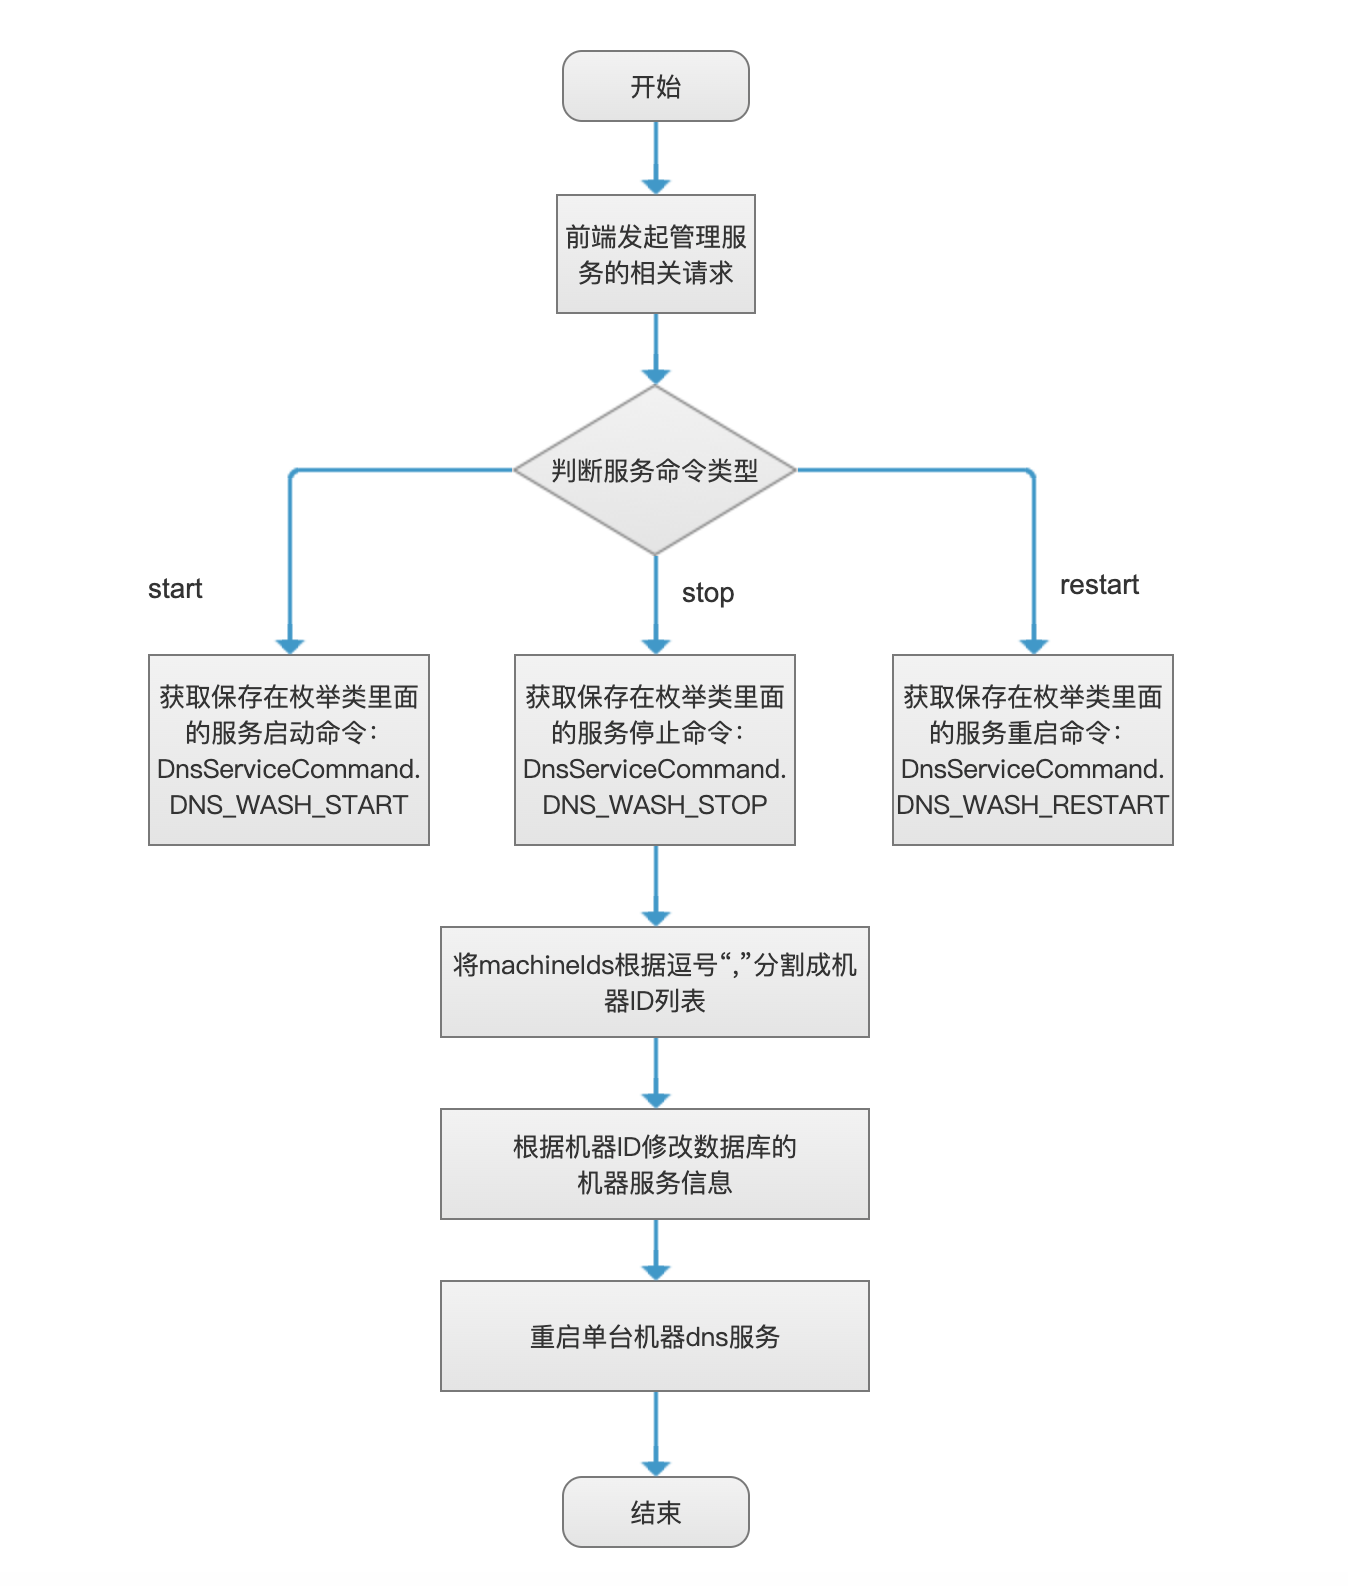 开始
前端发起管理服
务的相关请求
判断服务命令类型
start
stop
restart
获取保存在枚举类里面
的服务启动命令：
DnsServiceCommand.
DNS_WASH_START
获取保存在枚举类里面
的服务停止命令：
DnsServiceCommand.
DNS_WASH_STOP
获取保存在枚举类里面
的服务重启命令：
DnsServiceCommand.
DNS_WASH_RESTART
将machineIds根据逗号“,”分割成机
器ID列表
根据机器ID修改数据库的
机器服务信息
重启单台机器dns服务
结束